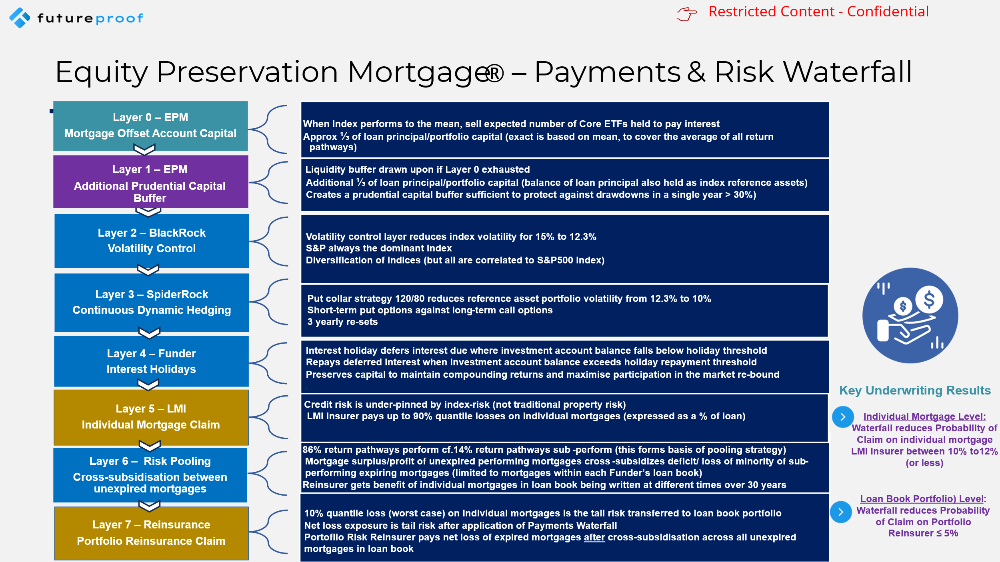 futureproof
Restricted Content - Confidential
Equity Preservation Mortgage® – Payments & Risk Waterfall
Layer 0 – EPM
Mortgage Offset Account Capital
When Index performs to the mean, sell expected number of Core ETFs held to pay interest
Approx ⅓ of loan principal/portfolio capital (exact is based on mean, to cover the average of all return
pathways)
Layer 1 – EPM
Additional Prudential Capital
Buffer
Liquidity buffer drawn upon if Layer 0 exhausted
Additional ⅓ of loan principal/portfolio capital (balance of loan principal also held as index reference assets)
Creates a prudential capital buffer sufficient to protect against drawdowns in a single year > 30%)
Layer 2 – BlackRock
Volatility Control
Volatility control layer reduces index volatility for 15% to 12.3%
S&P always the dominant index
Diversification of indices (but all are correlated to S&P500 index)
Layer 3 – SpiderRock
Continuous Dynamic Hedging
Put collar strategy 120/80 reduces reference asset portfolio volatility from 12.3% to 10%
Short-term put options against long-term call options
3 yearly re-sets
Layer 4 – Funder
Interest Holidays
Interest holiday defers interest due where investment account balance falls below holiday threshold
Repays deferred interest when investment account balance exceeds holiday repayment threshold
Preserves capital to maintain compounding returns and maximise participation in the market re-bound
Layer 5 – LMI
Individual Mortgage Claim
Credit risk is under-pinned by index-risk (not traditional property risk)
LMI Insurer pays up to 90% quantile losses on individual mortgages (expressed as a % of loan)
Layer 6 – Risk Pooling
Cross-subsidisation between
unexpired mortgages
86% return pathways perform cf.14% return pathways sub-perform (this forms basis of pooling strategy)
Mortgage surplus/profit of unexpired performing mortgages cross-subsidizes deficit/ loss of minority of sub-
performing expiring mortgages (limited to mortgages within each Funder's loan book)
Reinsurer gets benefit of individual mortgages in loan book being written at different times over 30 years
Layer 7 – Reinsurance
Portfolio Reinsurance Claim
10% quantile loss (worst case) on individual mortgages is the tail risk transferred to loan book portfolio
Net loss exposure is tail risk after application of Payments Waterfall
Portoflio Risk Reinsurer pays net loss of expired mortgages after cross-subsidisation across all unexpired
mortgages in loan book
Key Underwriting Results
Individual Mortgage Level:
Waterfall reduces Probability of
Claim on individual mortgage
LMI insurer between 10% to12%
(or less)
Loan Book Portfolio) Level:
Waterfall reduces Probability
of Claim on Portfolio
Reinsurer ≤ 5%